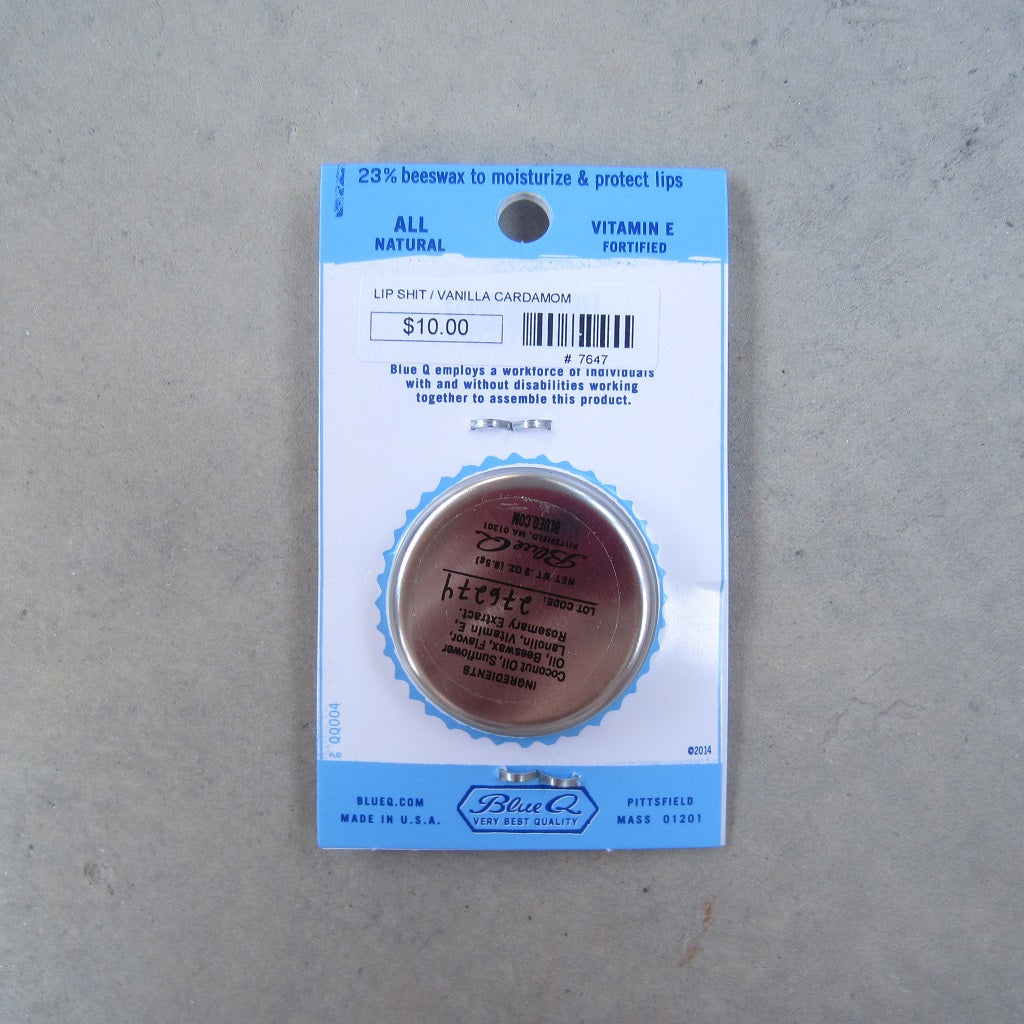 23% beeswax to moisturize & protect lips
ALL
NATURAL
VITAMIN E
FORTIFIED
LIP SHIT / VANILLA CARDAMOM
$10.00
# 7647
Blue Q employs a workforce of individuals
with and without disabilities working
together to assemble this product.
INGREDIENTS
Coconut Oil, Sunflower
Oil, Beeswax, Flavor,
Lanolin, Vitamin E,
Rosemary Extract.
LOT CODE: 276274
NET WT .3 OZ. (8.5g)
Blue Q
PITTSFIELD, MA 01201
BLUEQ.COM
QQ004
HJD
©2014
BLUEQ.COM
MADE IN U.S.A.
Blue Q
VERY BEST QUALITY
PITTSFIELD
MASS 01201